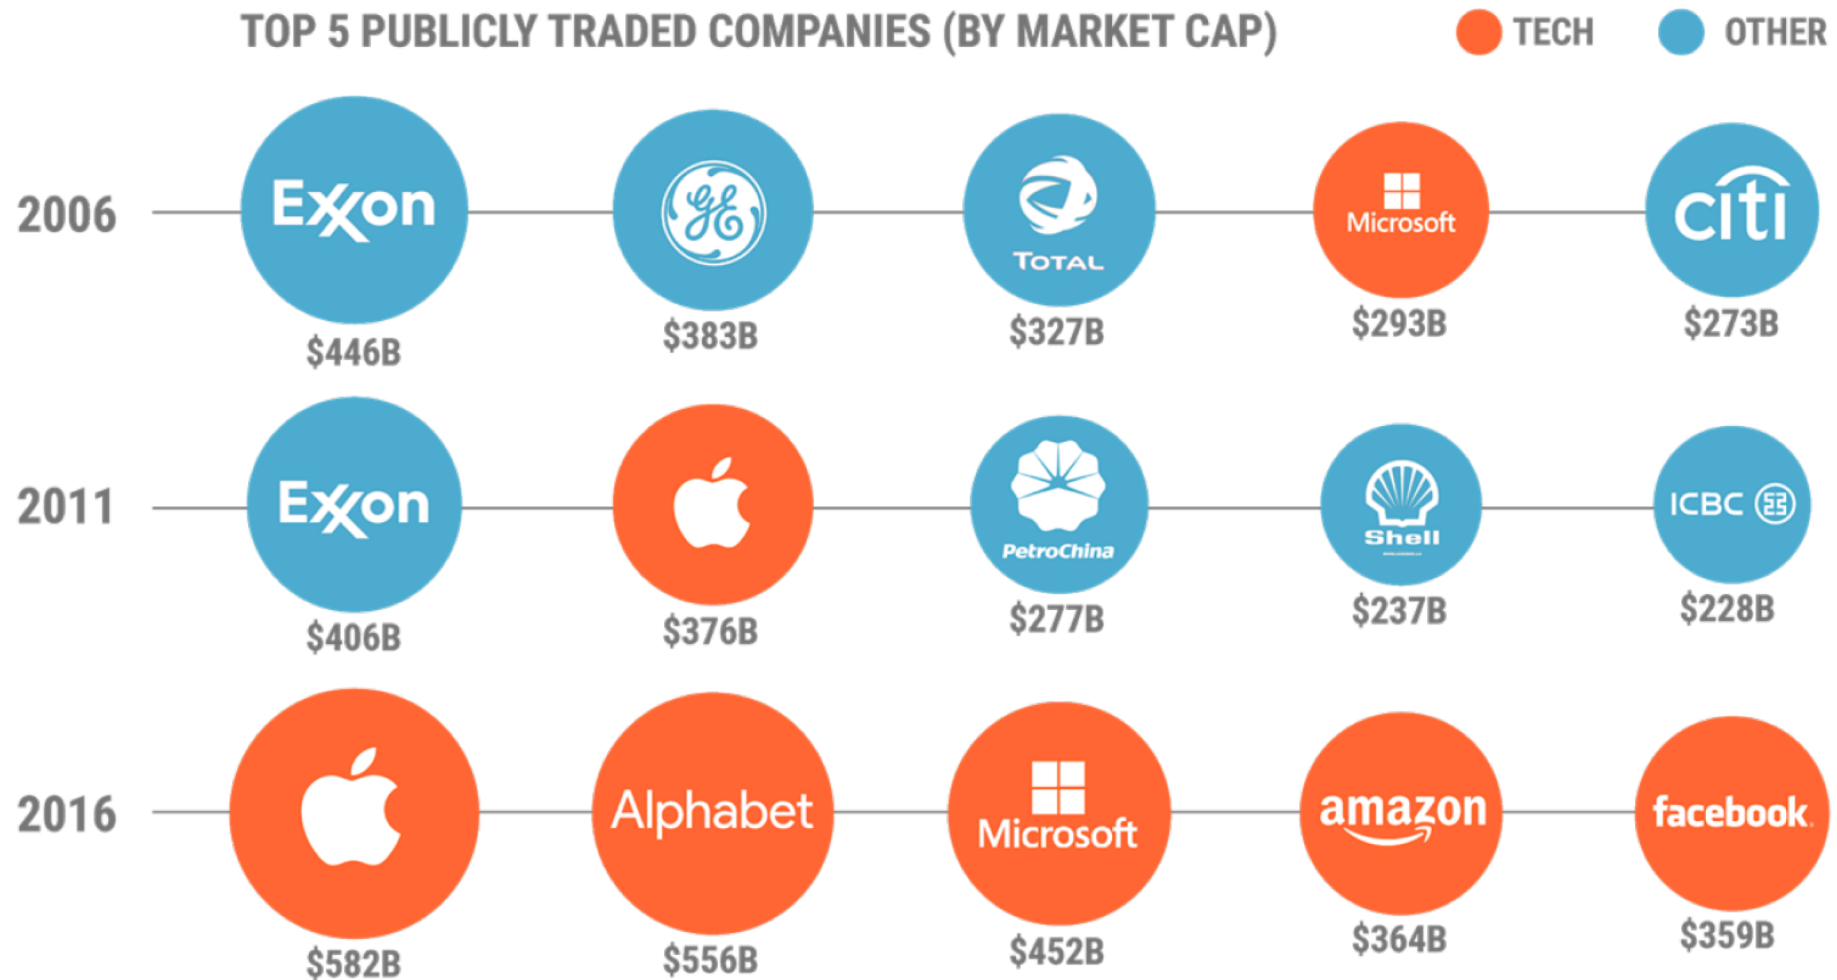 TOP 5 PUBLICLY TRADED COMPANIES (BY MARKET CAP)
TECH
OTHER
2006
Exxon
GE
TOTAL
Microsoft
citi
$446B
$383B
$327B
$293B
$273B
2011
Exxon
PetroChina
Shell
ICBC
$406B
$376B
$277B
$237B
$228B
2016
Alphabet
Microsoft
amazon
facebook
$582B
$556B
$452B
$364B
$359B